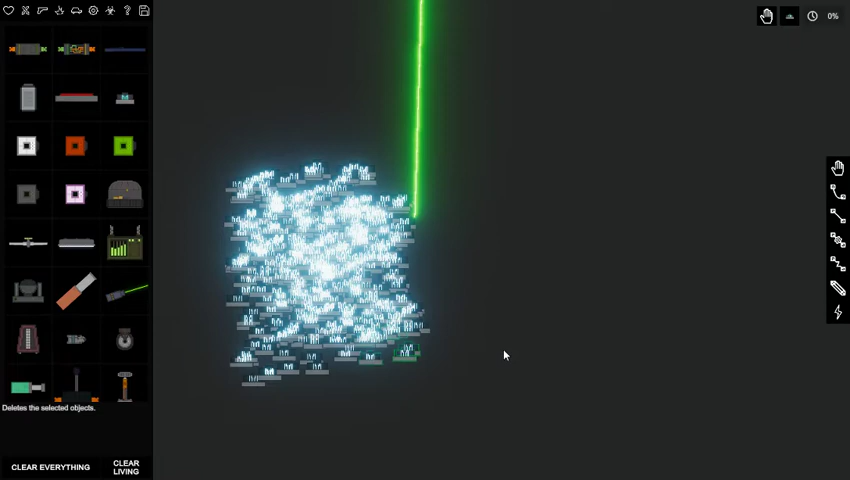 0%
Deletes the selected objects.
CLEAR EVERYTHING
CLEAR
LIVING